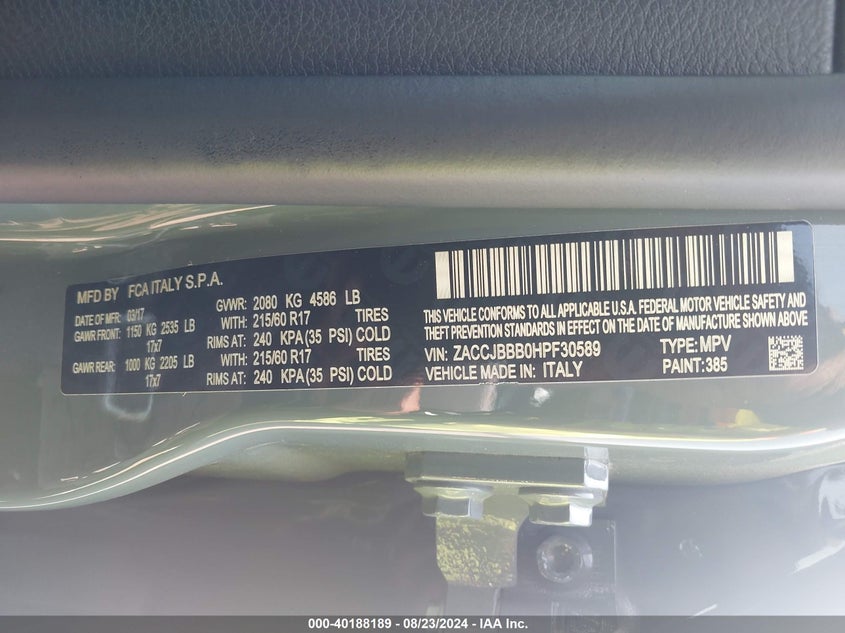 MFD BY FCA ITALY S.P.A.
DATE OF MFR: 03/17 GVWR: 2080 KG 4586 LB
GAWR FRONT: 1150 KG 2535 LB WITH: 215/60 R17 TIRES
17x7 RIMS AT: 240 KPA (35 PSI) COLD
GAWR REAR: 1000 KG 2205 LB WITH: 215/60 R17 TIRES
17x7 RIMS AT: 240 KPA (35 PSI) COLD
THIS VEHICLE CONFORMS TO ALL APPLICABLE U.S.A. FEDERAL MOTOR VEHICLE SAFETY AND
THEFT PREVENTION STANDARDS IN EFFECT ON THE DATE OF MANUFACTURE SHOWN ABOVE
VIN: ZACCJBBB0HPF30589 TYPE: MPV
VEHICLE MADE IN: ITALY PAINT: 385
000-40188189 - 08/23/2024 - IAA Inc.